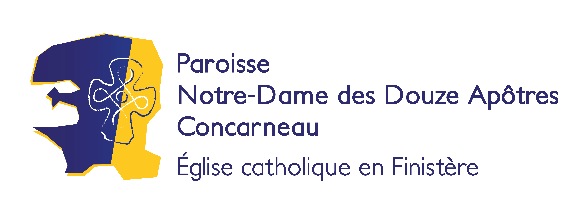 Paroisse
Notre-Dame des Douze Apôtres
Concarneau
Église catholique en Finistère